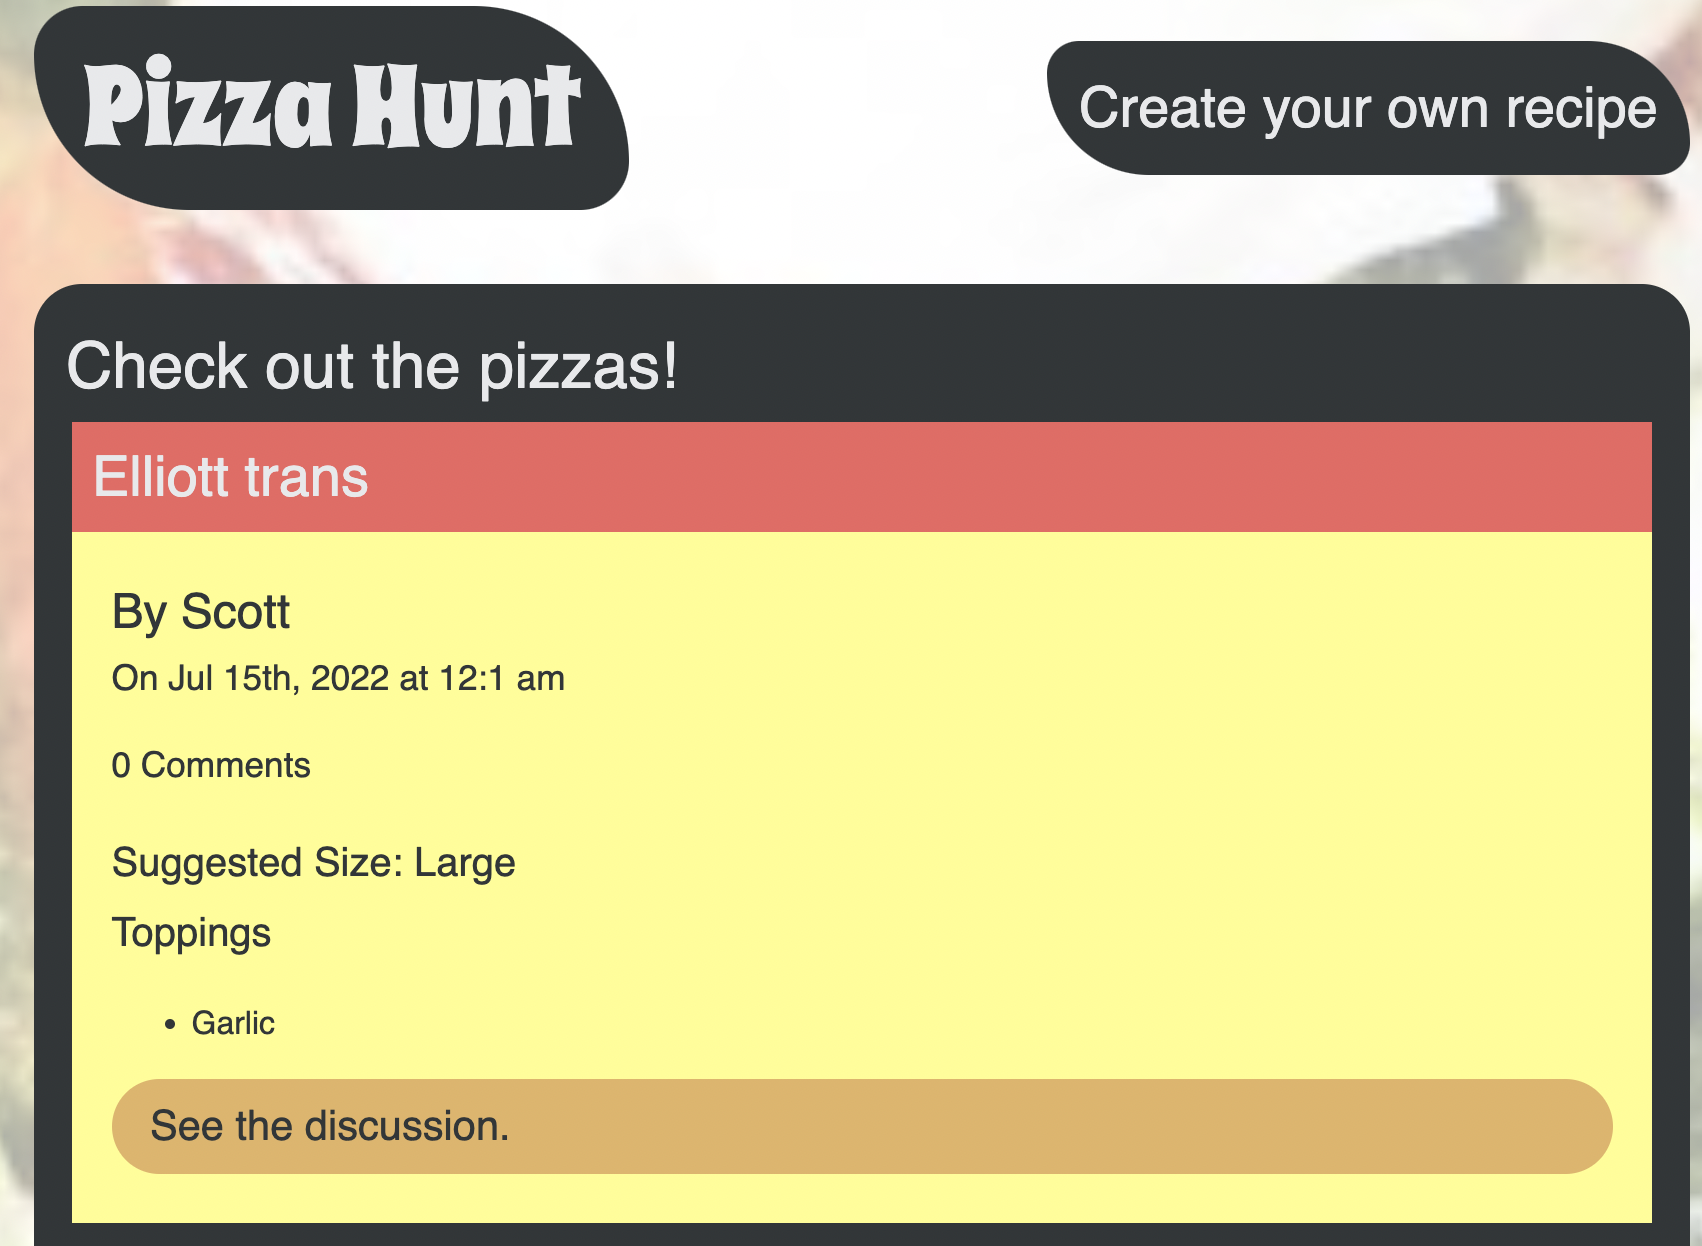 Pizza Hunt
Create your own recipe
Check out the pizzas!
Elliott trans
By Scott
On Jul 15th, 2022 at 12:1 am
0 Comments
Suggested Size: Large
Toppings
• Garlic
See the discussion.